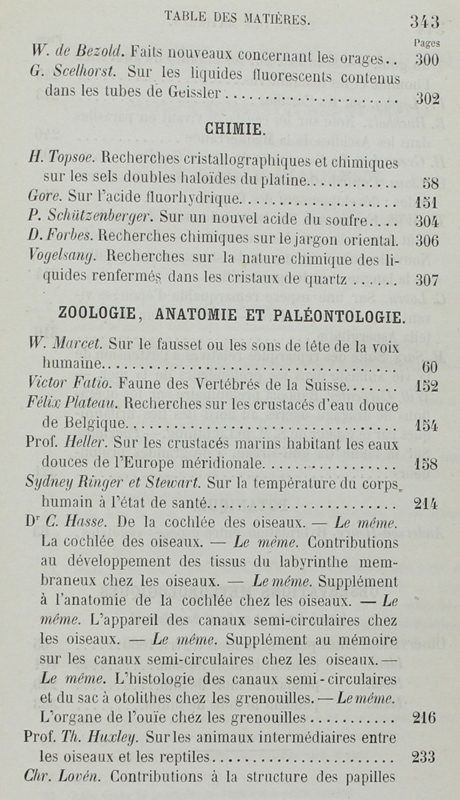 TABLE DES MATIÈRES. 343
Pages
W. de Bezold. Faits nouveaux concernant les orages.. 300
G. Scelhorst. Sur les liquides fluorescents contenus
dans les tubes de Geissler........................ 302
CHIMIE.
H. Topsoe. Recherches cristallographiques et chimiques
sur les sels doubles haloïdes du platine............ 58
Gore. Sur l'acide fluorhydrique..................... 151
P. Schützenberger. Sur un nouvel acide du soufre.... 304
D. Forbes. Recherches chimiques sur le jargon oriental. 306
Vogelsang. Recherches sur la nature chimique des li-
quides renfermés dans les cristaux de quartz ...... 307
ZOOLOGIE, ANATOMIE ET PALÉONTOLOGIE.
W. Marcet. Sur le fausset ou les sons de tête de la voix
humaine..................................... 60
Victor Fatio. Faune des Vertébrés de la Suisse....... 152
Félix Plateau. Recherches sur les crustacés d'eau douce
de Belgique.................................. 154
Prof. Heller. Sur les crustacés marins habitant les eaux
douces de l'Europe méridionale.................. 158
Sydney Ringer et Stewart. Sur la température du corps
humain à l'état de santé........................ 214
Dr C. Hasse. De la cochlée des oiseaux. — Le même.
La cochlée des oiseaux. — Le même. Contributions
au développement des tissus du labyrinthe mem-
braneux chez les oiseaux. — Le même. Supplément
à l'anatomie de la cochlée chez les oiseaux. — Le
même. L'appareil des canaux semi-circulaires chez
les oiseaux. — Le même. Supplément au mémoire
sur les canaux semi-circulaires chez les oiseaux.—
Le même. L'histologie des canaux semi-circulaires
et du sac à otolithes chez les grenouilles.—Le même.
L'organe de l'ouïe chez les grenouilles ........... 216
Prof. Th. Huxley. Sur les animaux intermédiaires entre
les oiseaux et les reptiles........................ 233
Chr. Lovén. Contributions à la structure des papilles